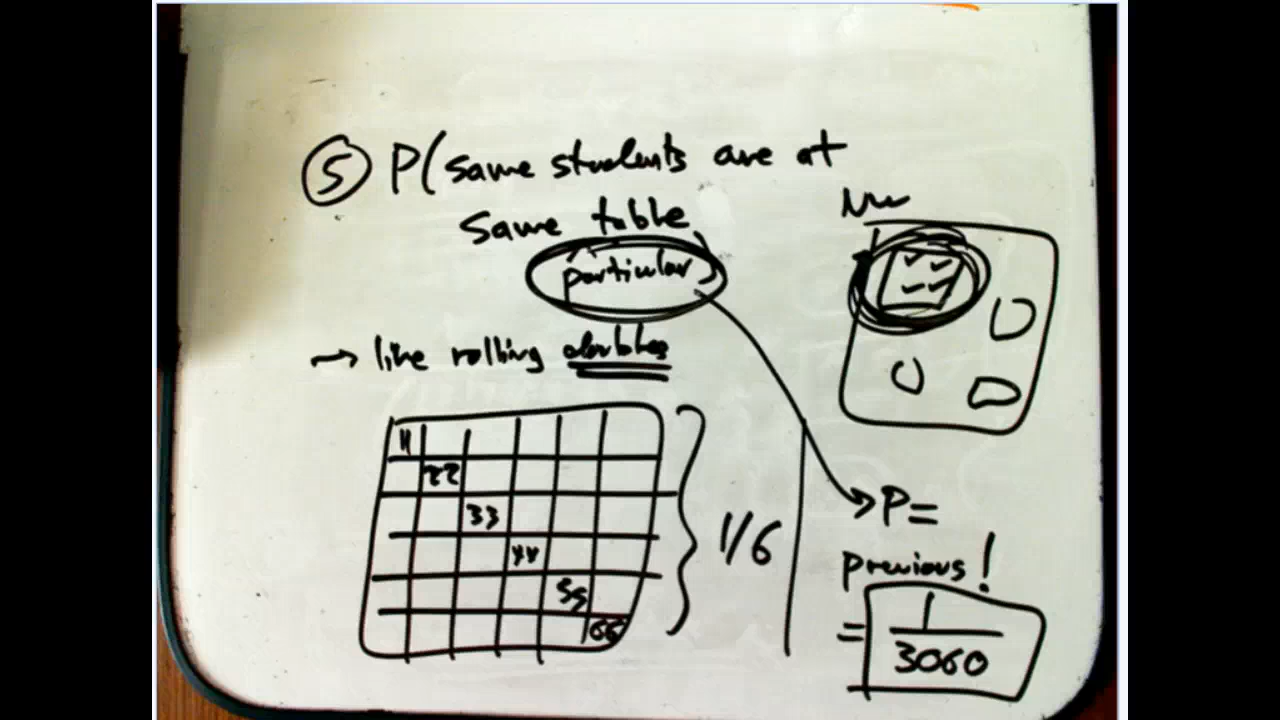 ⑤ P(same students are at
same table
particular)
→ like rolling doubles
11
22
33
44
55
66
1/6
→ P=
previous!
= 1/3060